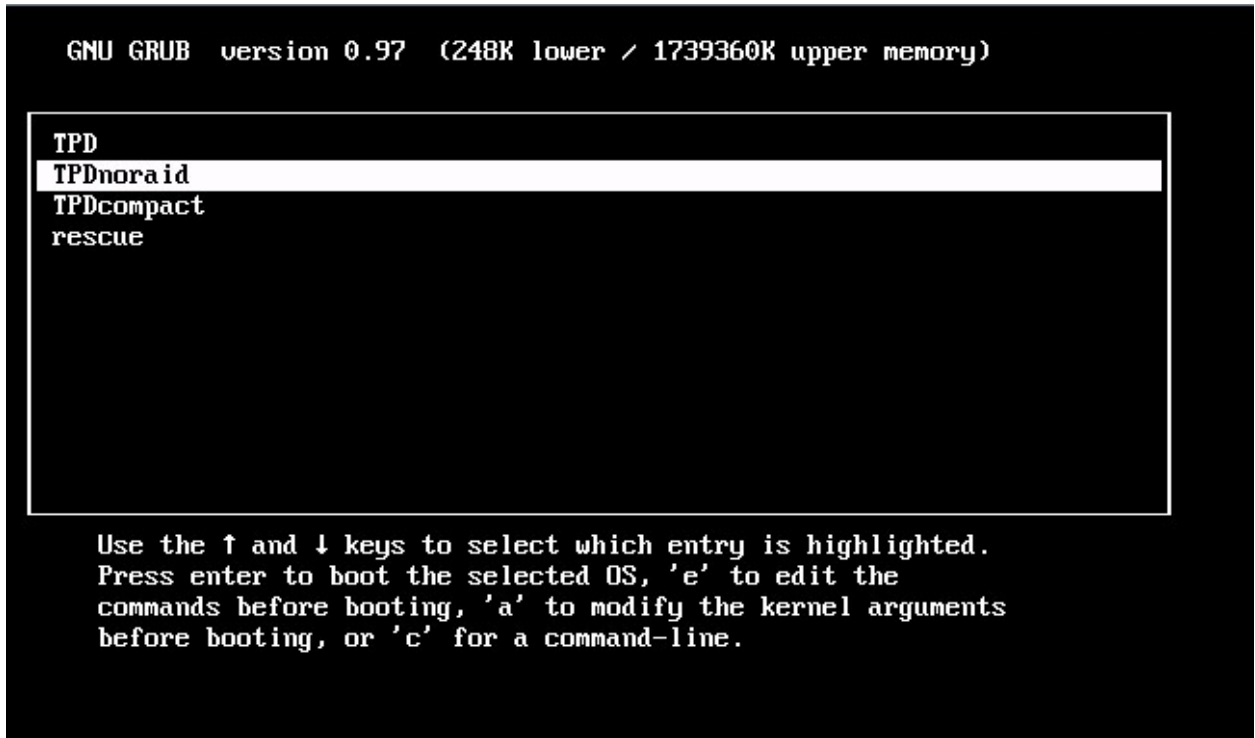 GNU GRUB  version 0.97  (248K lower / 1739360K upper memory)
TPD
TPDnoraid
TPDcompact
rescue
Use the ↑ and ↓ keys to select which entry is highlighted.
Press enter to boot the selected OS, 'e' to edit the
commands before booting, 'a' to modify the kernel arguments
before booting, or 'c' for a command-line.